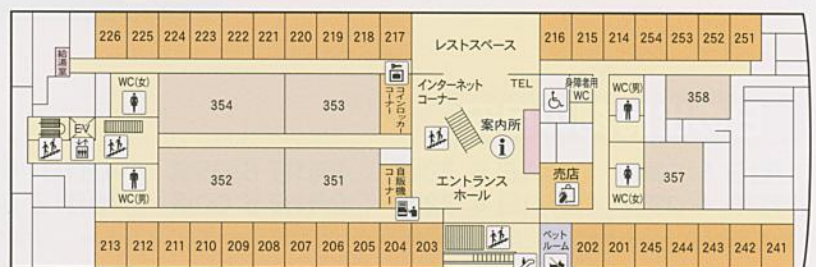 226 225 224 223 222 221 220 219 218 217
レストスペース
216 215 214 254 253 252 251
給湯室
WC(女)
354
353
コインロッカー
コーナー
インターネット
コーナー
TEL
身障者用
WC
WC(男)
358
EV
案内所
WC(男)
352
351
自販機
コーナー
エントランス
ホール
売店
WC(女)
357
213 212 211 210 209 208 207 206 205 204 203
ペット
ルーム
202 201 245 244 243 242 241